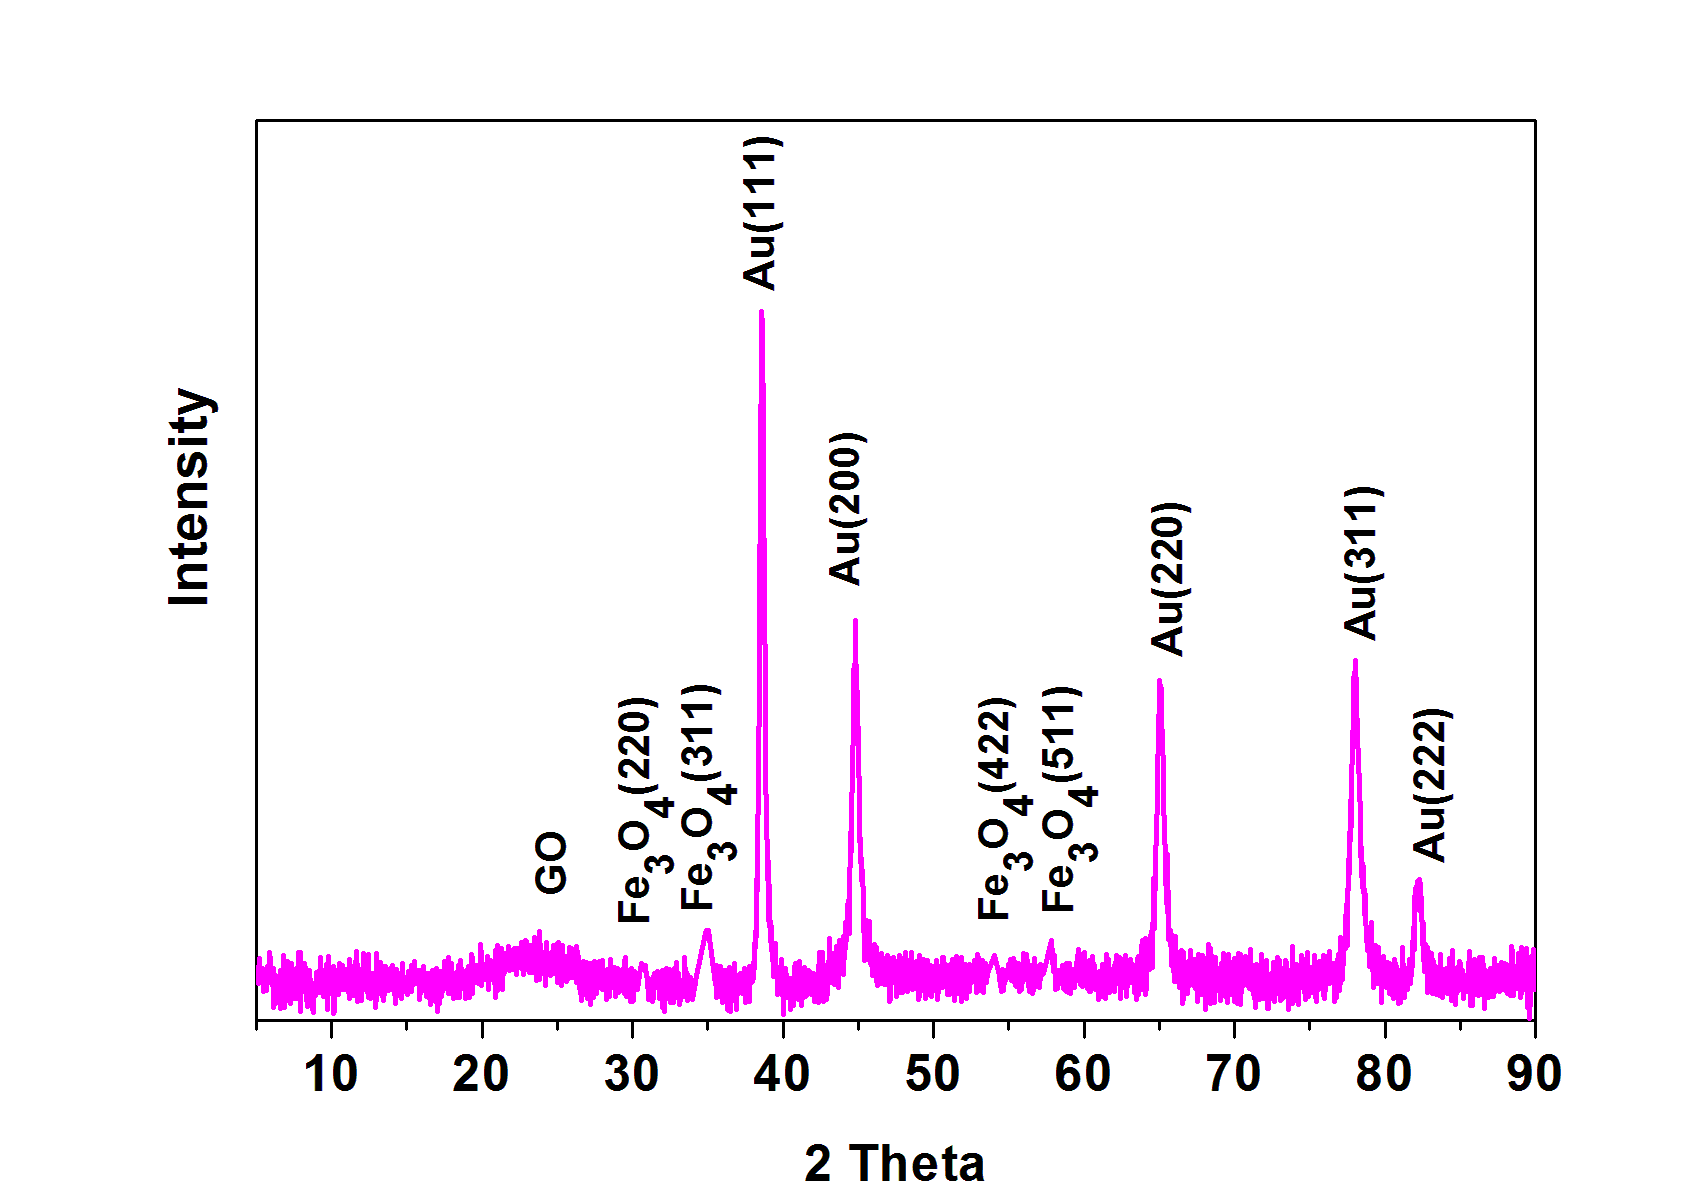 Intensity
GO
Fe3O4(220)
Fe3O4(311)
Au(111)
Au(200)
Fe3O4(422)
Fe3O4(511)
Au(220)
Au(311)
Au(222)
10 20 30 40 50 60 70 80 90
2 Theta